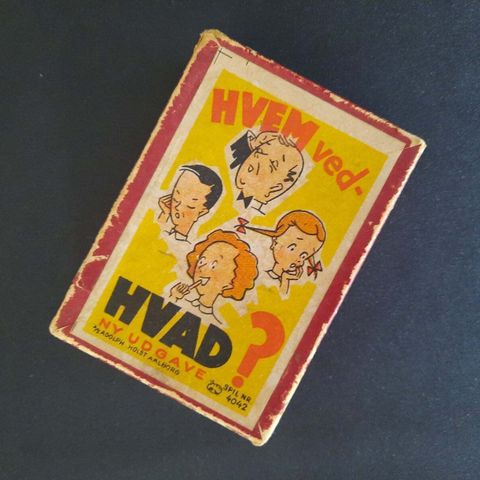 HVEM ved-
HVAD?
NY UDGAVE
A/S ADOLPH HOLST AALBORG
SPIL NR
4042